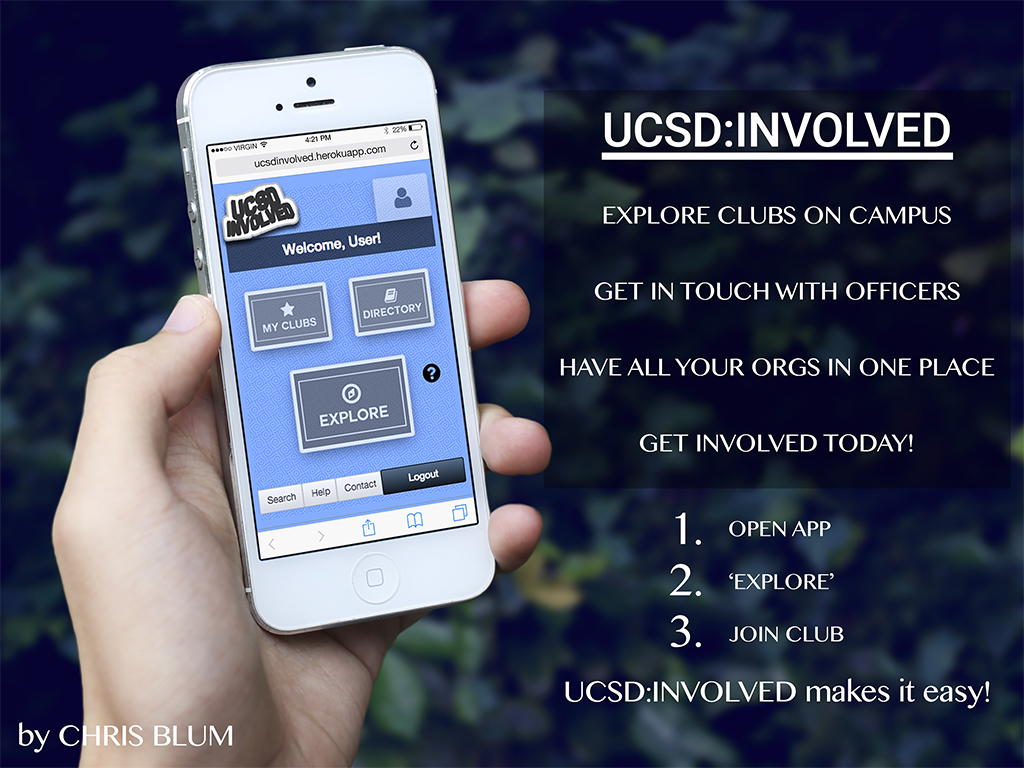 VIRGIN
4:21 PM
22%
ucsdinvolved.herokuapp.com
UCSD
INVOLVED
Welcome, User!
MY CLUBS
DIRECTORY
EXPLORE
?
Search
Help
Contact
Logout
UCSD:INVOLVED
EXPLORE CLUBS ON CAMPUS
GET IN TOUCH WITH OFFICERS
HAVE ALL YOUR ORGS IN ONE PLACE
GET INVOLVED TODAY!
1. OPEN APP
2. ‘EXPLORE’
3. JOIN CLUB
UCSD:INVOLVED makes it easy!
by CHRIS BLUM